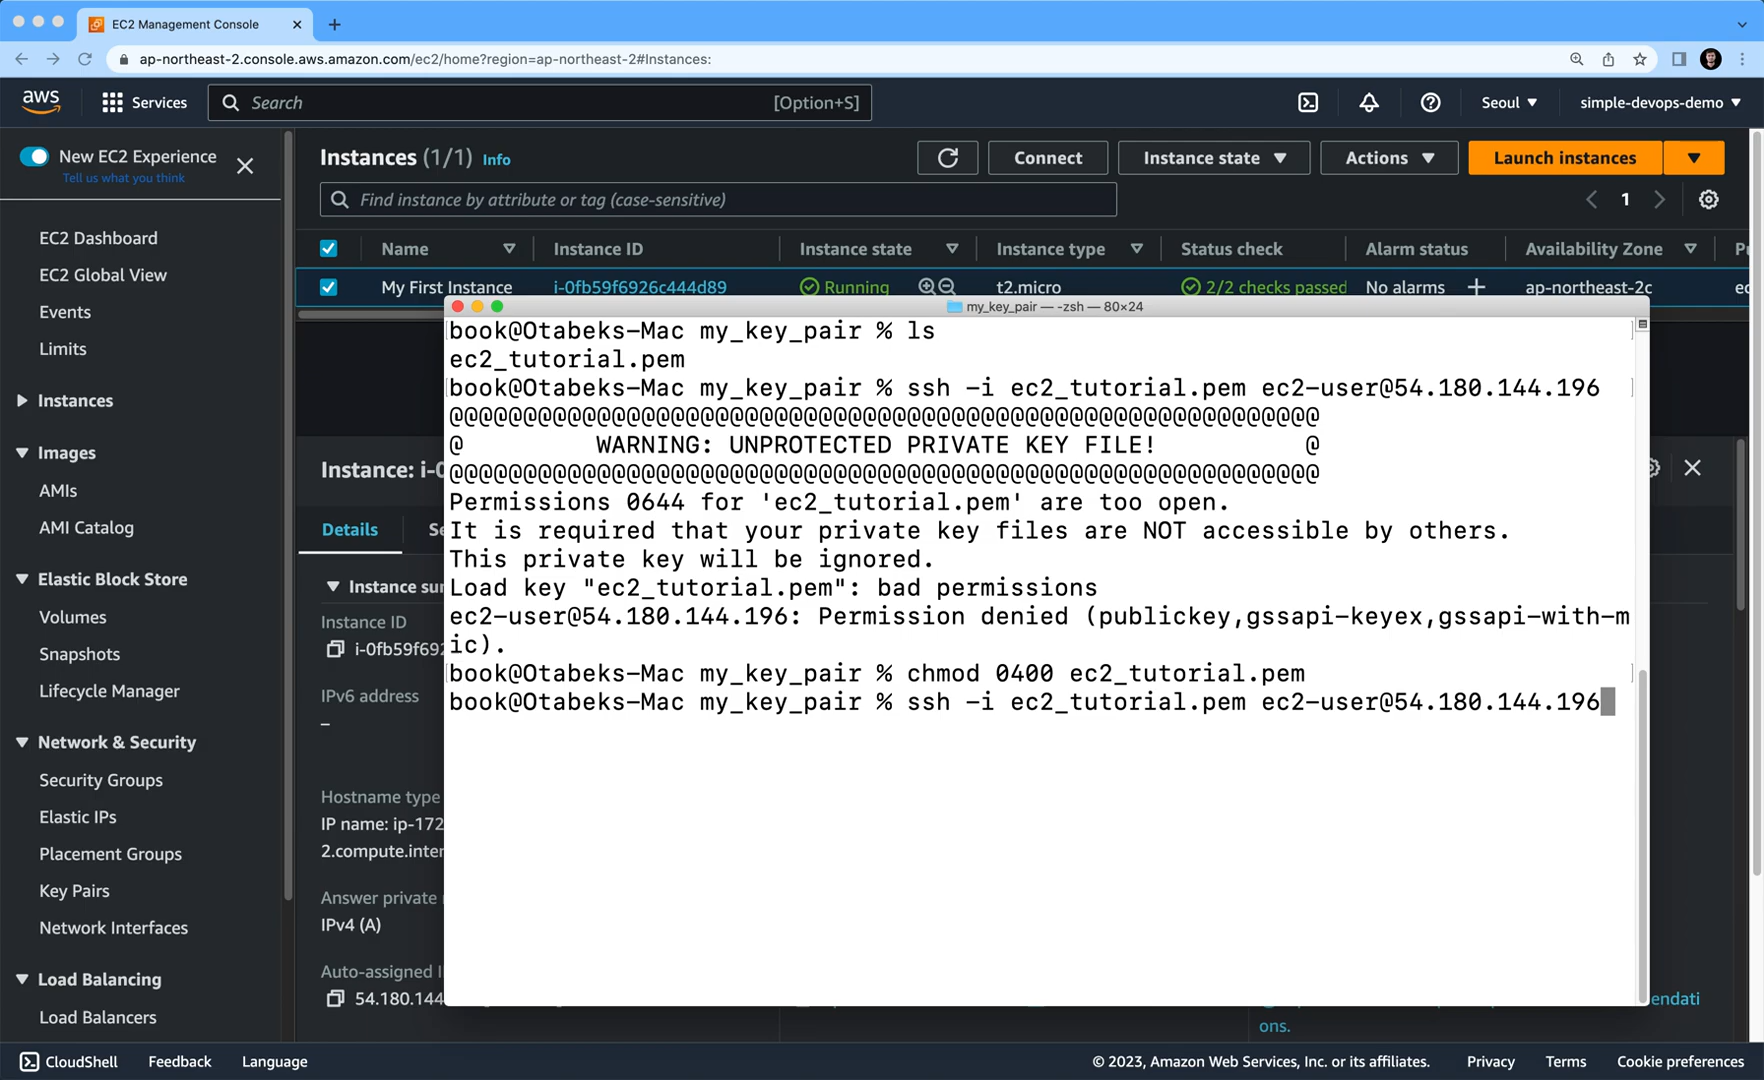 EC2 Management Console
ap-northeast-2.console.aws.amazon.com/ec2/home?region=ap-northeast-2#Instances:
aws
Services
Search
[Option+S]
Seoul
simple-devops-demo
New EC2 Experience
Tell us what you think
EC2 Dashboard
EC2 Global View
Events
Limits
Instances
Images
AMIs
AMI Catalog
Elastic Block Store
Volumes
Snapshots
Lifecycle Manager
Network & Security
Security Groups
Elastic IPs
Placement Groups
Key Pairs
Network Interfaces
Load Balancing
Load Balancers
Instances (1/1) Info
Connect
Instance state
Actions
Launch instances
Find instance by attribute or tag (case-sensitive)
1
Name Instance ID Instance state Instance type Status check Alarm status Availability Zone
My First Instance i-0fb59f6926c444d89 Running t2.micro 2/2 checks passed No alarms ap-northeast-2c
my_key_pair — -zsh — 80×24
book@Otabeks-Mac my_key_pair % ls
ec2_tutorial.pem
book@Otabeks-Mac my_key_pair % ssh -i ec2_tutorial.pem ec2-user@54.180.144.196
@@@@@@@@@@@@@@@@@@@@@@@@@@@@@@@@@@@@@@@@@@@@@@@@@@@@@@@@@@@
@         WARNING: UNPROTECTED PRIVATE KEY FILE!          @
@@@@@@@@@@@@@@@@@@@@@@@@@@@@@@@@@@@@@@@@@@@@@@@@@@@@@@@@@@@
Permissions 0644 for 'ec2_tutorial.pem' are too open.
It is required that your private key files are NOT accessible by others.
This private key will be ignored.
Load key "ec2_tutorial.pem": bad permissions
ec2-user@54.180.144.196: Permission denied (publickey,gssapi-keyex,gssapi-with-m
ic).
book@Otabeks-Mac my_key_pair % chmod 0400 ec2_tutorial.pem
book@Otabeks-Mac my_key_pair % ssh -i ec2_tutorial.pem ec2-user@54.180.144.196
Instance: i-0
Details
Instance sur
Instance ID
i-0fb59f692
IPv6 address
–
Hostname type
IP name: ip-172
2.compute.inter
Answer private
IPv4 (A)
Auto-assigned I
54.180.144
endati
ons.
CloudShell
Feedback
Language
© 2023, Amazon Web Services, Inc. or its affiliates.
Privacy
Terms
Cookie preferences